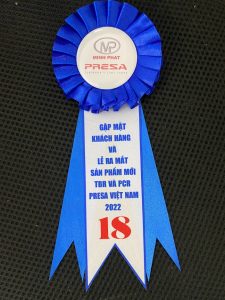 MP
MINH PHAT
PRESA
GẶP MẶT
KHÁCH HÀNG
VÀ
LỄ RA MẮT
SẢN PHẨM MỚI
TBR VÀ PCR
PRESA VIỆT NAM
2022
18